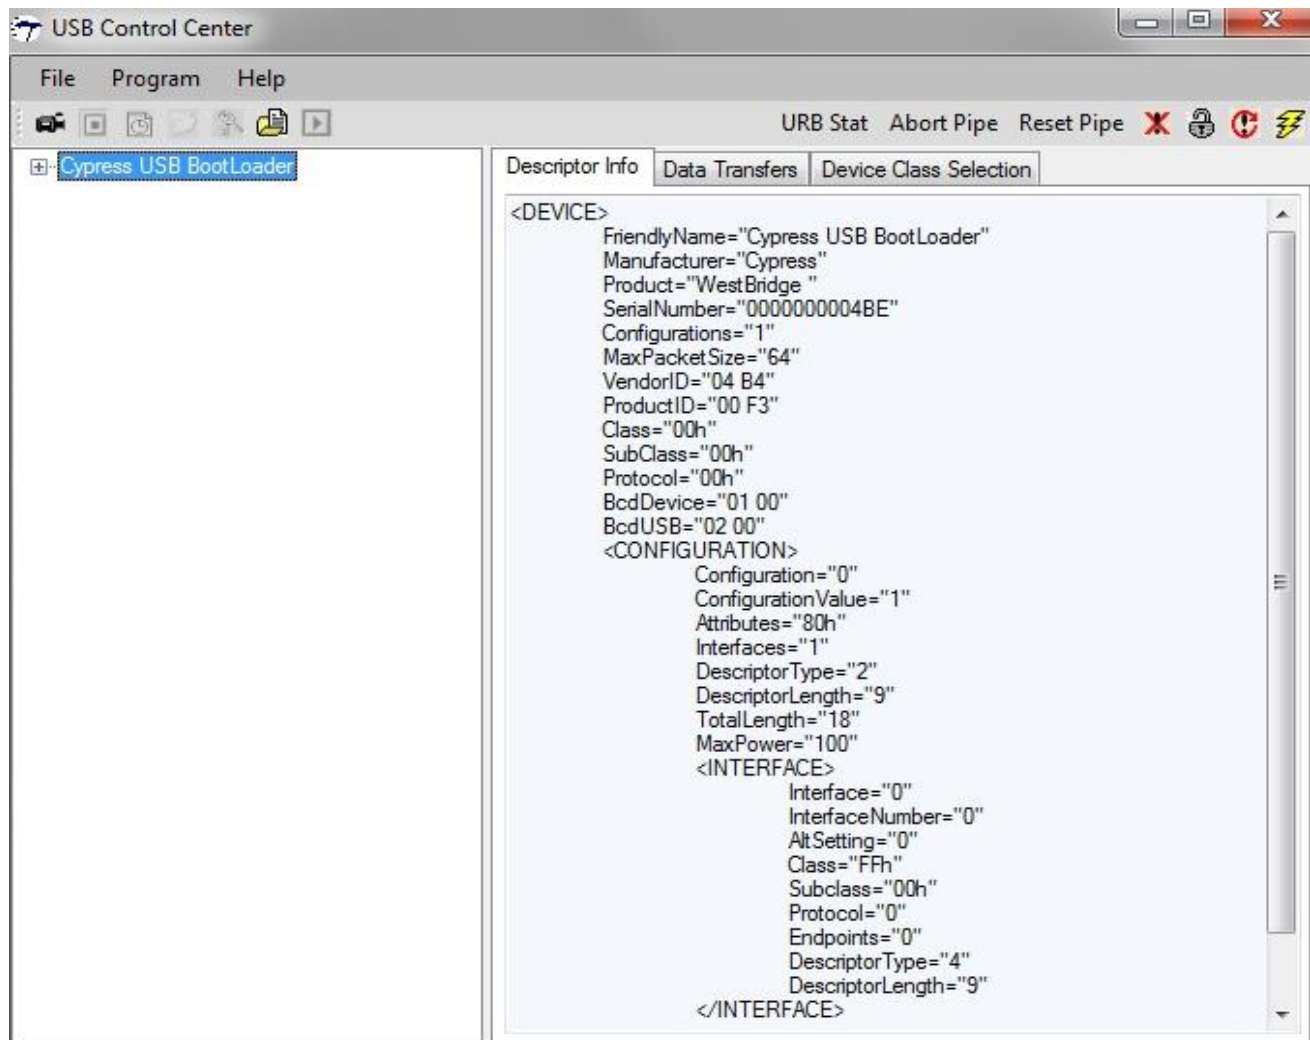 USB Control Center
File Program Help
URB Stat Abort Pipe Reset Pipe
Cypress USB BootLoader
Descriptor Info Data Transfers Device Class Selection
<DEVICE>
FriendlyName="Cypress USB BootLoader"
Manufacturer="Cypress"
Product="WestBridge "
SerialNumber="0000000004BE"
Configurations="1"
MaxPacketSize="64"
VendorID="04 B4"
ProductID="00 F3"
Class="00h"
SubClass="00h"
Protocol="00h"
BcdDevice="01 00"
BcdUSB="02 00"
<CONFIGURATION>
Configuration="0"
ConfigurationValue="1"
Attributes="80h"
Interfaces="1"
DescriptorType="2"
DescriptorLength="9"
TotalLength="18"
MaxPower="100"
<INTERFACE>
Interface="0"
InterfaceNumber="0"
AltSetting="0"
Class="FFh"
Subclass="00h"
Protocol="0"
Endpoints="0"
DescriptorType="4"
DescriptorLength="9"
</INTERFACE>